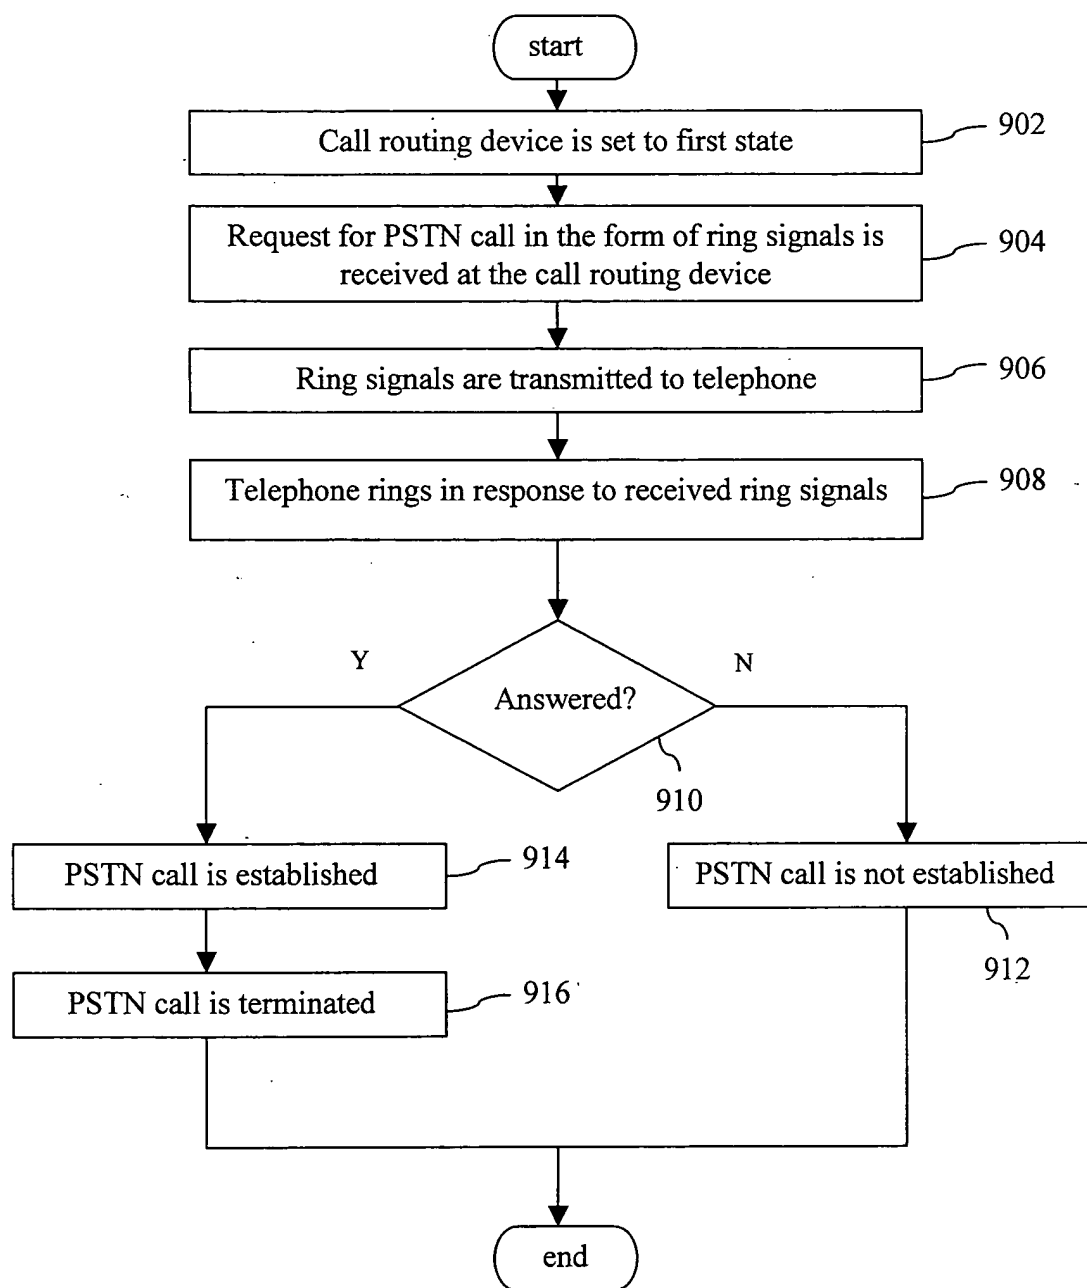 start
Call routing device is set to first state
902
Request for PSTN call in the form of ring signals is
received at the call routing device
904
Ring signals are transmitted to telephone
906
Telephone rings in response to received ring signals
908
Y
N
Answered?
910
PSTN call is established
914
PSTN call is not established
912
PSTN call is terminated
916
end